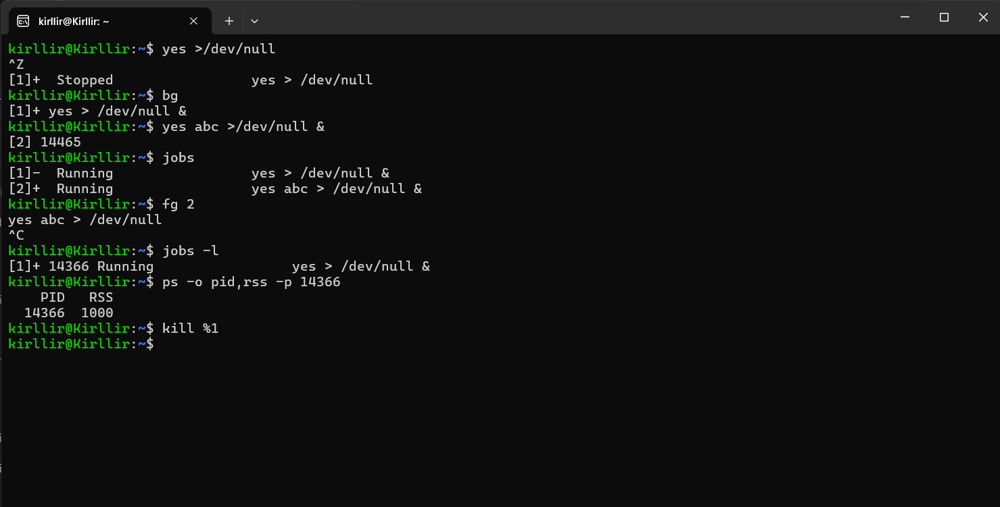 kirllir@Kirllir: ~
kirllir@Kirllir:~$ yes >/dev/null
^Z
[1]+  Stopped                 yes > /dev/null
kirllir@Kirllir:~$ bg
[1]+ yes > /dev/null &
kirllir@Kirllir:~$ yes abc >/dev/null &
[2] 14465
kirllir@Kirllir:~$ jobs
[1]-  Running                 yes > /dev/null &
[2]+  Running                 yes abc > /dev/null &
kirllir@Kirllir:~$ fg 2
yes abc > /dev/null
^C
kirllir@Kirllir:~$ jobs -l
[1]+ 14366 Running                 yes > /dev/null &
kirllir@Kirllir:~$ ps -o pid,rss -p 14366
    PID   RSS
  14366  1000
kirllir@Kirllir:~$ kill %1
kirllir@Kirllir:~$